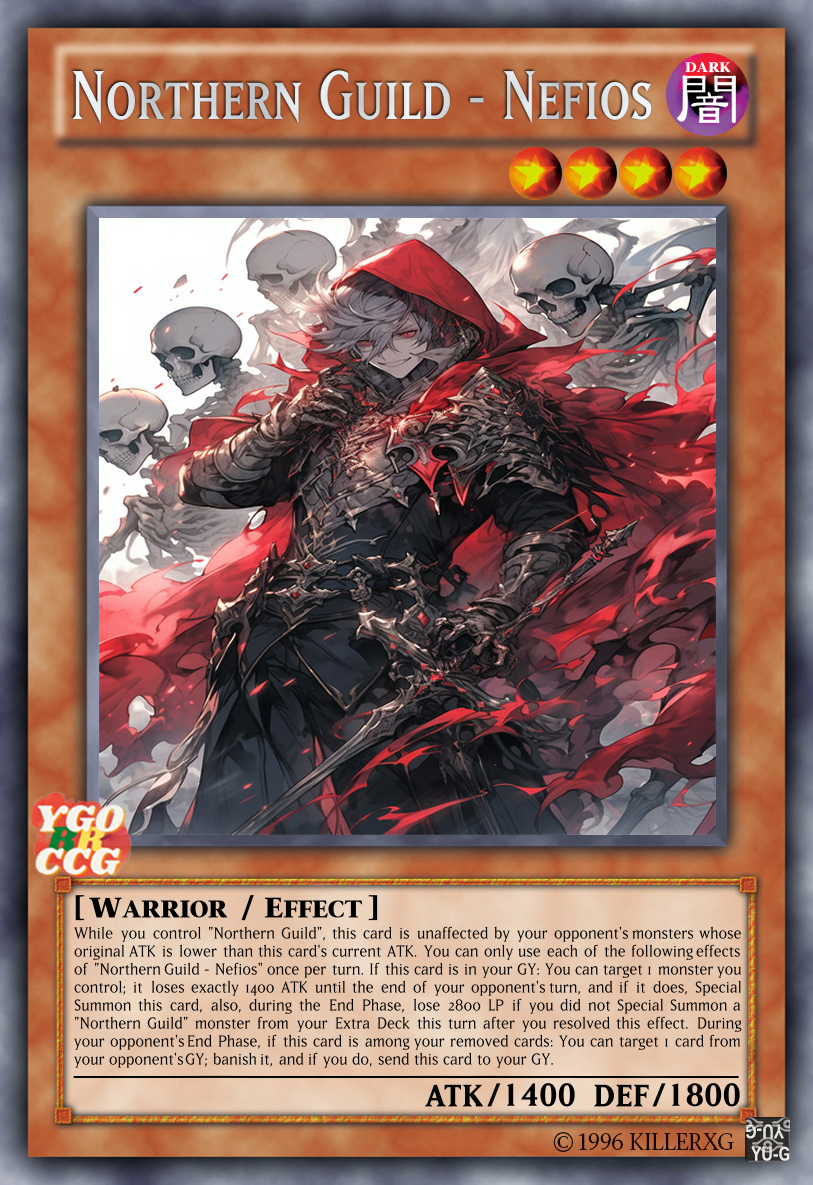 NORTHERN GUILD - NEFIOS
DARK
闇
YGO
BR
CCG
[ WARRIOR / EFFECT ]
While you control "Northern Guild", this card is unaffected by your opponent's monsters whose
original ATK is lower than this card's current ATK. You can only use each of the following effects
of "Northern Guild - Nefios" once per turn. If this card is in your GY: You can target 1 monster you
control; it loses exactly 1400 ATK until the end of your opponent's turn, and if it does, Special
Summon this card, also, during the End Phase, lose 2800 LP if you did not Special Summon a
"Northern Guild" monster from your Extra Deck this turn after you resolved this effect. During
your opponent's End Phase, if this card is among your removed cards: You can target 1 card from
your opponent's GY; banish it, and if you do, send this card to your GY.
ATK/1400 DEF/1800
© 1996 KILLERXG
YU-G